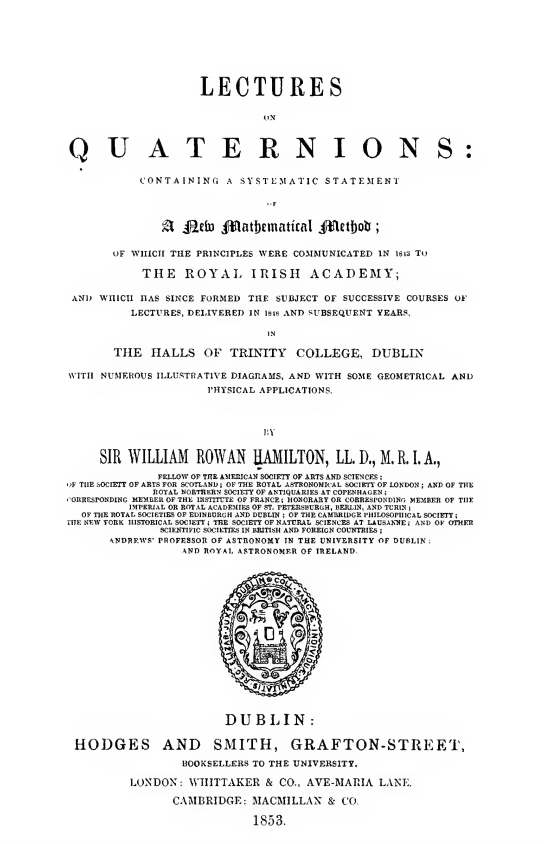 LECTURES
ON
QUATERNIONS:
CONTAINING A SYSTEMATIC STATEMENT
OF
A New Mathematical Method;
OF WHICH THE PRINCIPLES WERE COMMUNICATED IN 1843 TO
THE ROYAL IRISH ACADEMY;
AND WHICH HAS SINCE FORMED THE SUBJECT OF SUCCESSIVE COURSES OF
LECTURES, DELIVERED IN 1848 AND SUBSEQUENT YEARS,
IN
THE HALLS OF TRINITY COLLEGE, DUBLIN
WITH NUMEROUS ILLUSTRATIVE DIAGRAMS, AND WITH SOME GEOMETRICAL AND
PHYSICAL APPLICATIONS.
BY
SIR WILLIAM ROWAN HAMILTON, LL. D., M. R. I. A.,
FELLOW OF THE AMERICAN SOCIETY OF ARTS AND SCIENCES;
OF THE SOCIETY OF ARTS FOR SCOTLAND; OF THE ROYAL ASTRONOMICAL SOCIETY OF LONDON; AND OF THE
ROYAL NORTHERN SOCIETY OF ANTIQUARIES AT COPENHAGEN;
CORRESPONDING MEMBER OF THE INSTITUTE OF FRANCE; HONORARY OR CORRESPONDING MEMBER OF THE
IMPERIAL OR ROYAL ACADEMIES OF ST. PETERSBURGH, BERLIN, AND TURIN;
OF THE ROYAL SOCIETIES OF EDINBURGH AND DUBLIN; OF THE CAMBRIDGE PHILOSOPHICAL SOCIETY;
THE NEW YORK HISTORICAL SOCIETY; THE SOCIETY OF NATURAL SCIENCES AT LAUSANNE; AND OF OTHER
SCIENTIFIC SOCIETIES IN BRITISH AND FOREIGN COUNTRIES;
ANDREWS' PROFESSOR OF ASTRONOMY IN THE UNIVERSITY OF DUBLIN:
AND ROYAL ASTRONOMER OF IRELAND.
DUBLIN:
HODGES AND SMITH, GRAFTON-STREET,
BOOKSELLERS TO THE UNIVERSITY.
LONDON: WHITTAKER & CO., AVE-MARIA LANE.
CAMBRIDGE: MACMILLAN & CO.
1853.